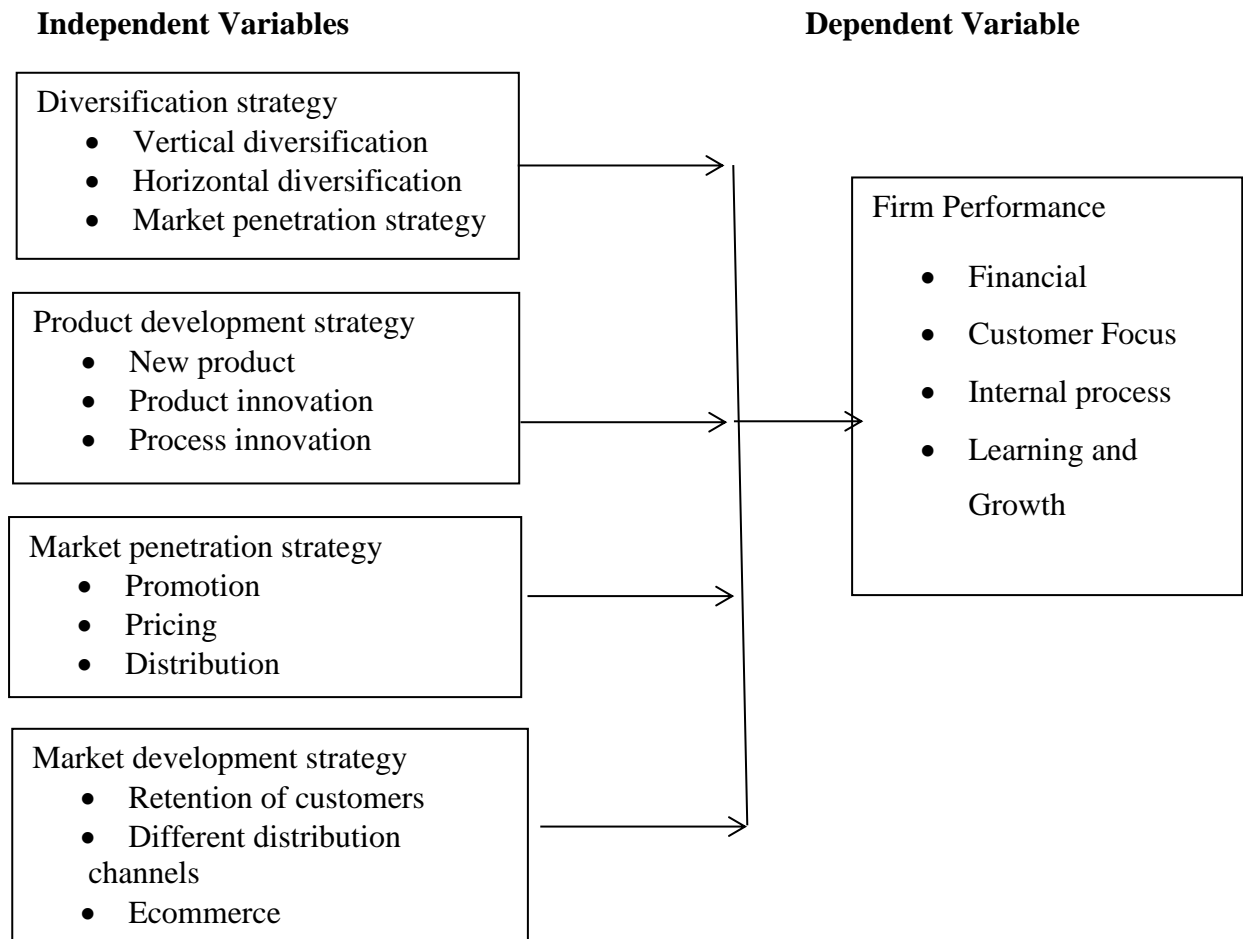 Independent Variables
Dependent Variable
Diversification strategy
• Vertical diversification
• Horizontal diversification
• Market penetration strategy
Product development strategy
• New product
• Product innovation
• Process innovation
Market penetration strategy
• Promotion
• Pricing
• Distribution
Market development strategy
• Retention of customers
• Different distribution
channels
• Ecommerce
Firm Performance
• Financial
• Customer Focus
• Internal process
• Learning and
Growth